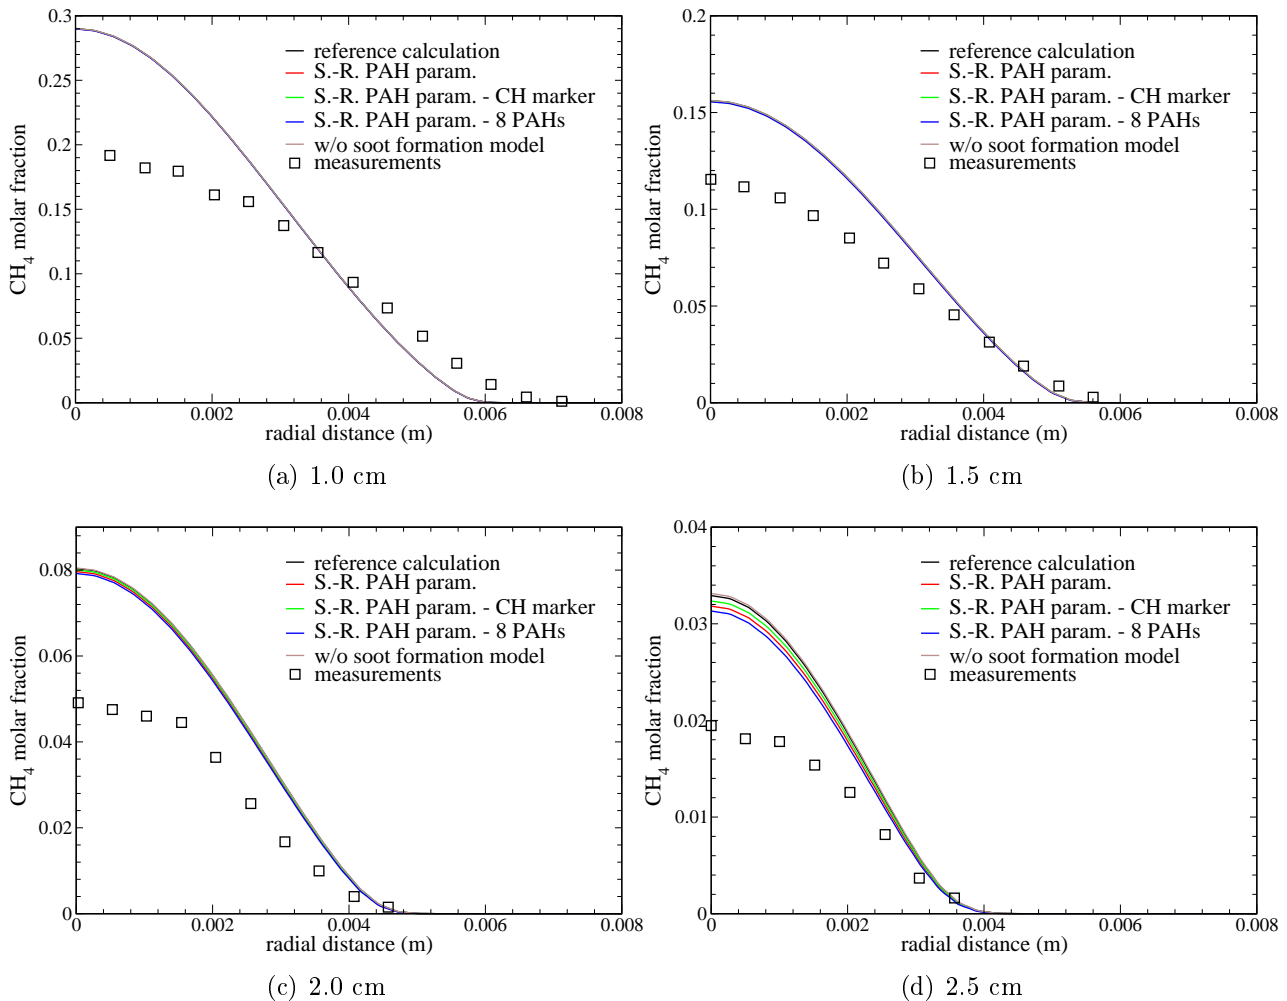 0.3
0.25
0.2
0.15
0.1
0.05
0
CH4 molar fraction
reference calculation
S.-R. PAH param.
S.-R. PAH param. - CH marker
S.-R. PAH param. - 8 PAHs
w/o soot formation model
measurements
0 0.002 0.004 0.006 0.008
radial distance (m)
(a) 1.0 cm
0.2
0.15
0.1
0.05
0
CH4 molar fraction
reference calculation
S.-R. PAH param.
S.-R. PAH param. - CH marker
S.-R. PAH param. - 8 PAHs
w/o soot formation model
measurements
0 0.002 0.004 0.006 0.008
radial distance (m)
(b) 1.5 cm
0.08
0.06
0.04
0.02
0
CH4 molar fraction
reference calculation
S.-R. PAH param.
S.-R. PAH param. - CH marker
S.-R. PAH param. - 8 PAHs
w/o soot formation model
measurements
0 0.002 0.004 0.006 0.008
radial distance (m)
(c) 2.0 cm
0.04
0.03
0.02
0.01
0
CH4 molar fraction
reference calculation
S.-R. PAH param.
S.-R. PAH param. - CH marker
S.-R. PAH param. - 8 PAHs
w/o soot formation model
measurements
0 0.002 0.004 0.006 0.008
radial distance (m)
(d) 2.5 cm